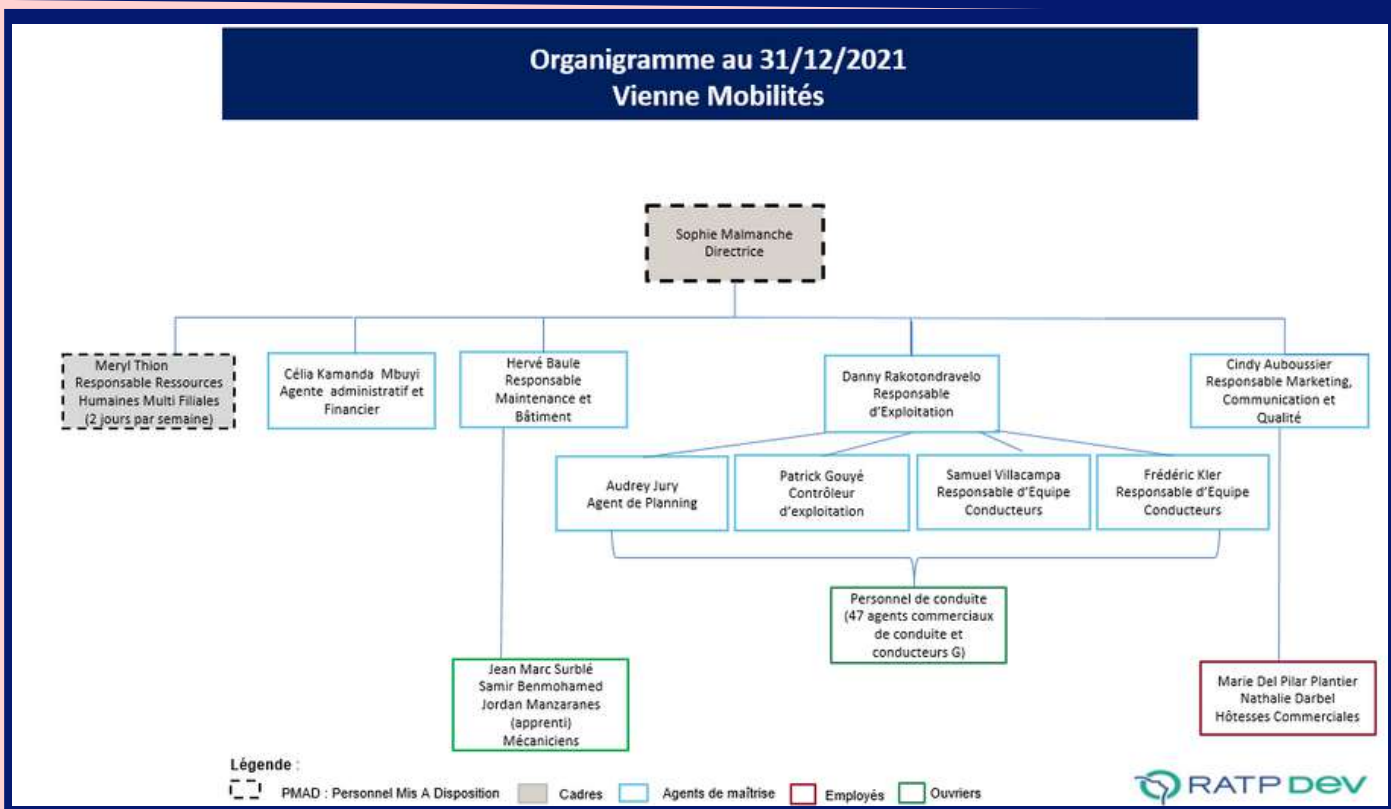 Organigramme au 31/12/2021
Vienne Mobilités
Sophie Malmanche
Directrice
Meryl Thion
Responsable Ressources
Humaines Multi Filiales
(2 jours par semaine)
Célia Kamanda Mbuyi
Agente administratif et
Financier
Hervé Baule
Responsable
Maintenance et
Bâtiment
Danny Rakotondravelo
Responsable
d'Exploitation
Cindy Auboussier
Responsable Marketing,
Communication et
Qualité
Audrey Jury
Agent de Planning
Patrick Gouyé
Contrôleur
d'exploitation
Samuel Villacampa
Responsable d'Equipe
Conducteurs
Frédéric Kler
Responsable d'Equipe
Conducteurs
Personnel de conduite
(47 agents commerciaux
de conduite et
conducteurs G)
Jean Marc Surblé
Samir Benmohamed
Jordan Manzaranes
(apprenti)
Mécaniciens
Marie Del Pilar Plantier
Nathalie Darbel
Hôtesses Commerciales
Légende :
PMAD : Personnel Mis A Disposition
Cadres
Agents de maîtrise
Employés
Ouvriers
RATP DEV